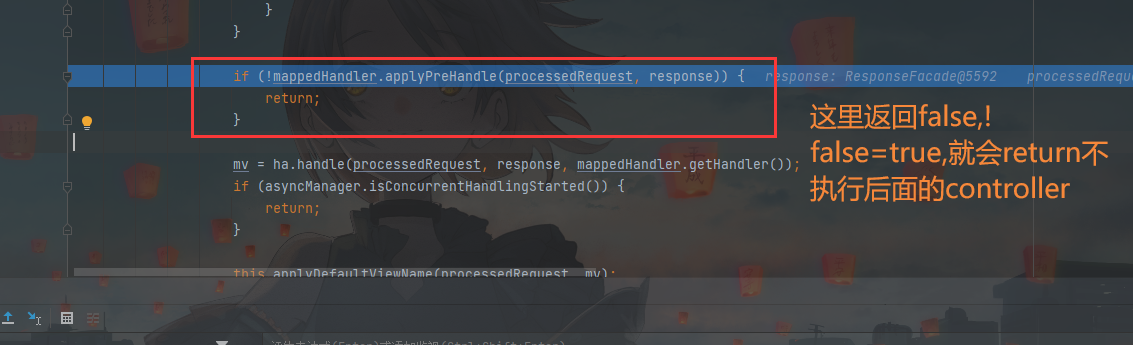 }
}
if (!mappedHandler.applyPreHandle(processedRequest, response)) { response: ResponseFacade@5592 processedReque
return;
}
这里返回false,!
false=true,就会return不
执行后面的controller
mv = ha.handle(processedRequest, response, mappedHandler.getHandler());
if (asyncManager.isConcurrentHandlingStarted()) {
return;
}
this.applyDefaultViewName(processedRequest, mv);